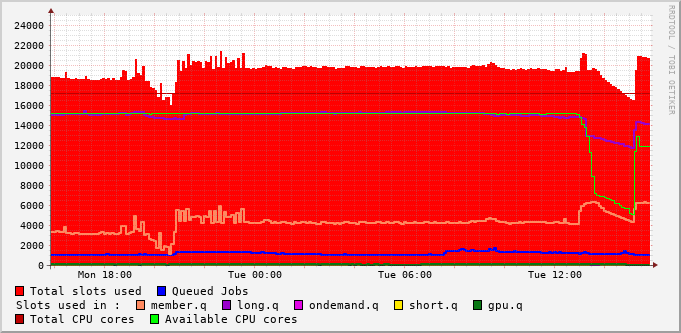 RRDTOOL / TOBI OETIKER
24000
22000
20000
18000
16000
14000
12000
10000
8000
6000
4000
2000
0
Mon 18:00 Tue 00:00 Tue 06:00 Tue 12:00
Total slots used Queued Jobs
Slots used in : member.q long.q ondemand.q short.q gpu.q
Total CPU cores Available CPU cores